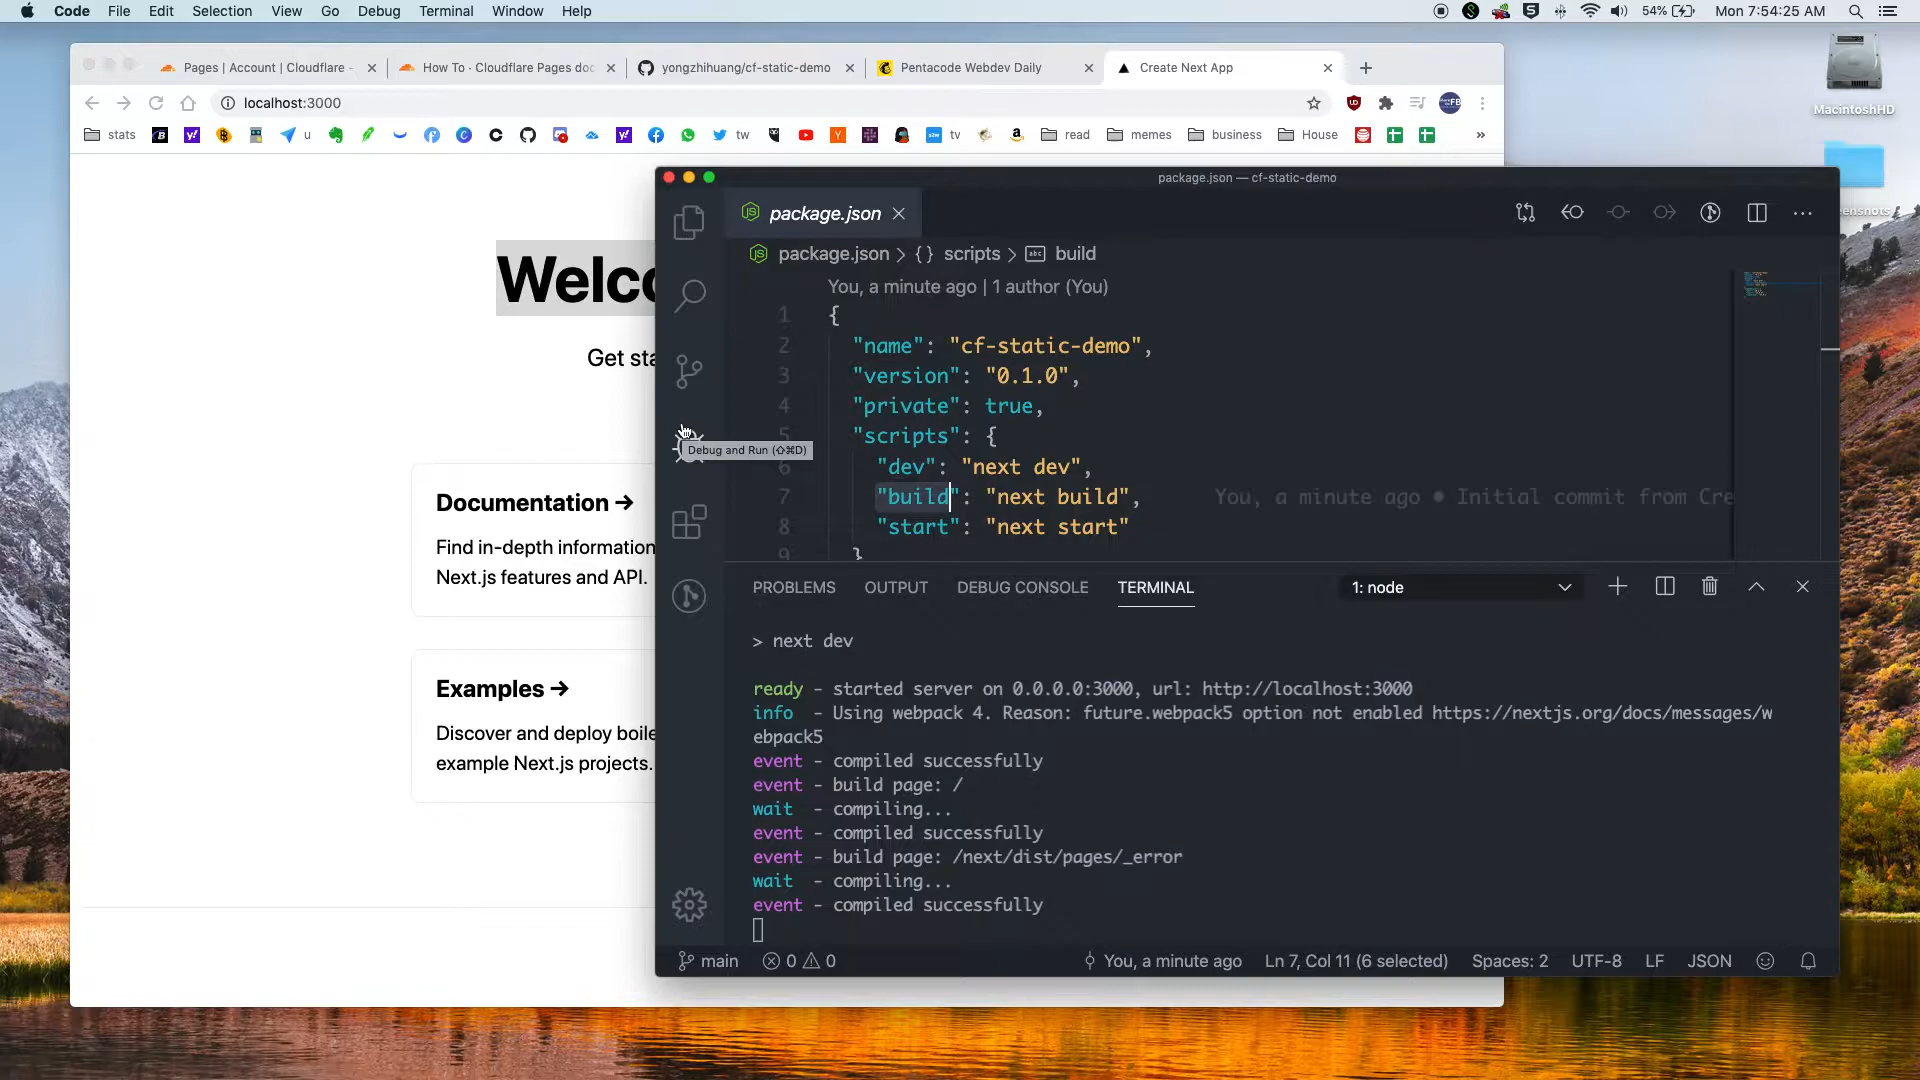 Code File Edit Selection View Go Debug Terminal Window Help
54% Mon 7:54:25 AM
Pages | Account | Cloudflare - How To · Cloudflare Pages doc yongzhihuang/cf-static-demo Pentacode Webdev Daily Create Next App
localhost:3000
stats u tw tv read memes business House »
MacintoshHD
enshots
Welco
Get sta
Documentation →
Find in-depth information
Next.js features and API.
Examples →
Discover and deploy boile
example Next.js projects.
package.json — cf-static-demo
package.json
package.json > {} scripts > abc build
You, a minute ago | 1 author (You)
1 {
2 "name": "cf-static-demo",
3 "version": "0.1.0",
4 "private": true,
5 "scripts": {
Debug and Run (⇧⌘D)
6 "dev": "next dev",
7 "build": "next build", You, a minute ago • Initial commit from Cre
8 "start": "next start"
9 }
PROBLEMS OUTPUT DEBUG CONSOLE TERMINAL 1: node
> next dev
ready - started server on 0.0.0.0:3000, url: http://localhost:3000
info - Using webpack 4. Reason: future.webpack5 option not enabled https://nextjs.org/docs/messages/w
ebpack5
event - compiled successfully
event - build page: /
wait - compiling...
event - compiled successfully
event - build page: /next/dist/pages/_error
wait - compiling...
event - compiled successfully
main 0 0 You, a minute ago Ln 7, Col 11 (6 selected) Spaces: 2 UTF-8 LF JSON